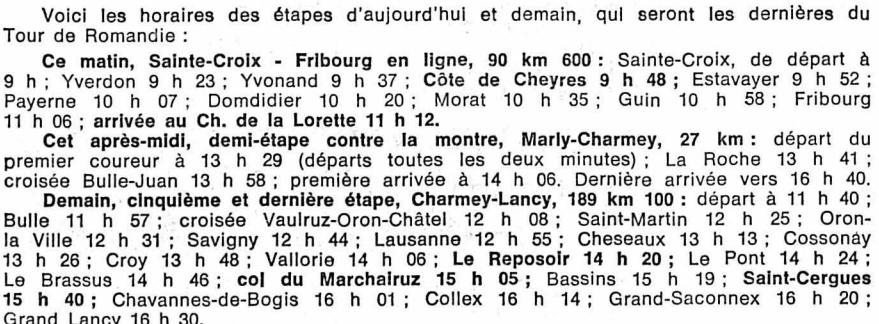 Voici les horaires des étapes d'aujourd'hui et demain, qui seront les dernières du
Tour de Romandie :
Ce matin, Sainte-Croix - Fribourg en ligne, 90 km 600 : Sainte-Croix, de départ à
9 h ; Yverdon 9 h 23 ; Yvonand 9 h 37 ; Côte de Cheyres 9 h 48 ; Estavayer 9 h 52 ;
Payerne 10 h 07 ; Domdidier 10 h 20 ; Morat 10 h 35 ; Guin 10 h 58 ; Fribourg
11 h 06 ; arrivée au Ch. de la Lorette 11 h 12.
Cet après-midi, demi-étape contre la montre, Marly-Charmey, 27 km : départ du
premier coureur à 13 h 29 (départs toutes les deux minutes) ; La Roche 13 h 41 ;
croisée Bulle-Juan 13 h 58 ; première arrivée à 14 h 06. Dernière arrivée vers 16 h 40.
Demain, cinquième et dernière étape, Charmey-Lancy, 189 km 100 : départ à 11 h 40 ;
Bulle 11 h 57 ; croisée Vaulruz-Oron-Châtel 12 h 08 ; Saint-Martin 12 h 25 ; Oron-
la Ville 12 h 31 ; Savigny 12 h 44 ; Lausanne 12 h 55 ; Cheseaux 13 h 13 ; Cossonay
13 h 26 ; Croy 13 h 48 ; Vallorie 14 h 06 ; Le Reposoir 14 h 20 ; Le Pont 14 h 24 ;
Le Brassus 14 h 46 ; col du Marchairuz 15 h 05 ; Bassins 15 h 19 ; Saint-Cergues
15 h 40 ; Chavannes-de-Bogis 16 h 01 ; Collex 16 h 14 ; Grand-Saconnex 16 h 20 ;
Grand Lancy 16 h 30.